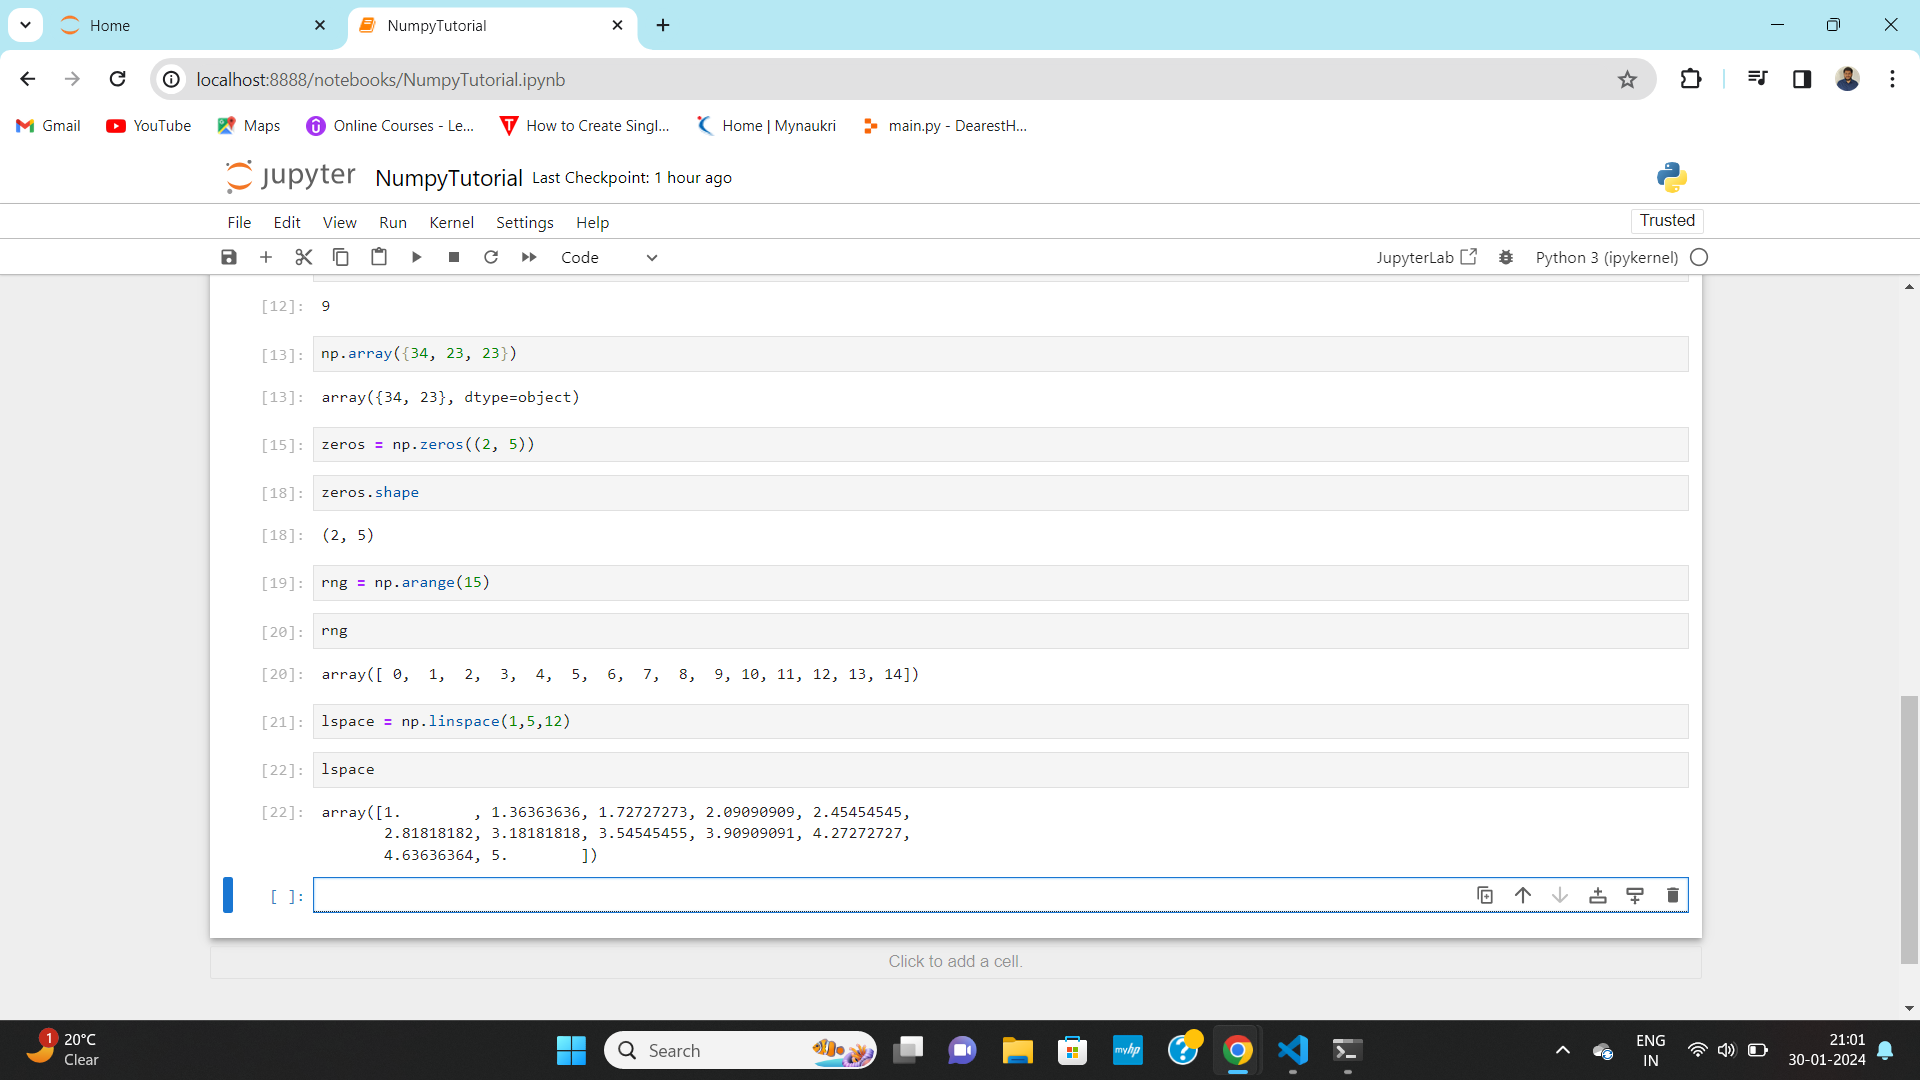 Home
NumpyTutorial
localhost:8888/notebooks/NumpyTutorial.ipynb
Gmail
YouTube
Maps
Online Courses - Le...
How to Create Singl...
Home | Mynaukri
main.py - DearestH...
jupyter
NumpyTutorial
Last Checkpoint: 1 hour ago
File Edit View Run Kernel Settings Help
Trusted
Code
JupyterLab
Python 3 (ipykernel)
[12]: 9
[13]: np.array({34, 23, 23})
[13]: array({34, 23}, dtype=object)
[15]: zeros = np.zeros((2, 5))
[18]: zeros.shape
[18]: (2, 5)
[19]: rng = np.arange(15)
[20]: rng
[20]: array([ 0,  1,  2,  3,  4,  5,  6,  7,  8,  9, 10, 11, 12, 13, 14])
[21]: lspace = np.linspace(1,5,12)
[22]: lspace
[22]: array([1.        , 1.36363636, 1.72727273, 2.09090909, 2.45454545,
2.81818182, 3.18181818, 3.54545455, 3.90909091, 4.27272727,
4.63636364, 5.        ])
[ ]:
Click to add a cell.
1
20°C
Clear
Search
myhp
ENG
IN
21:01
30-01-2024